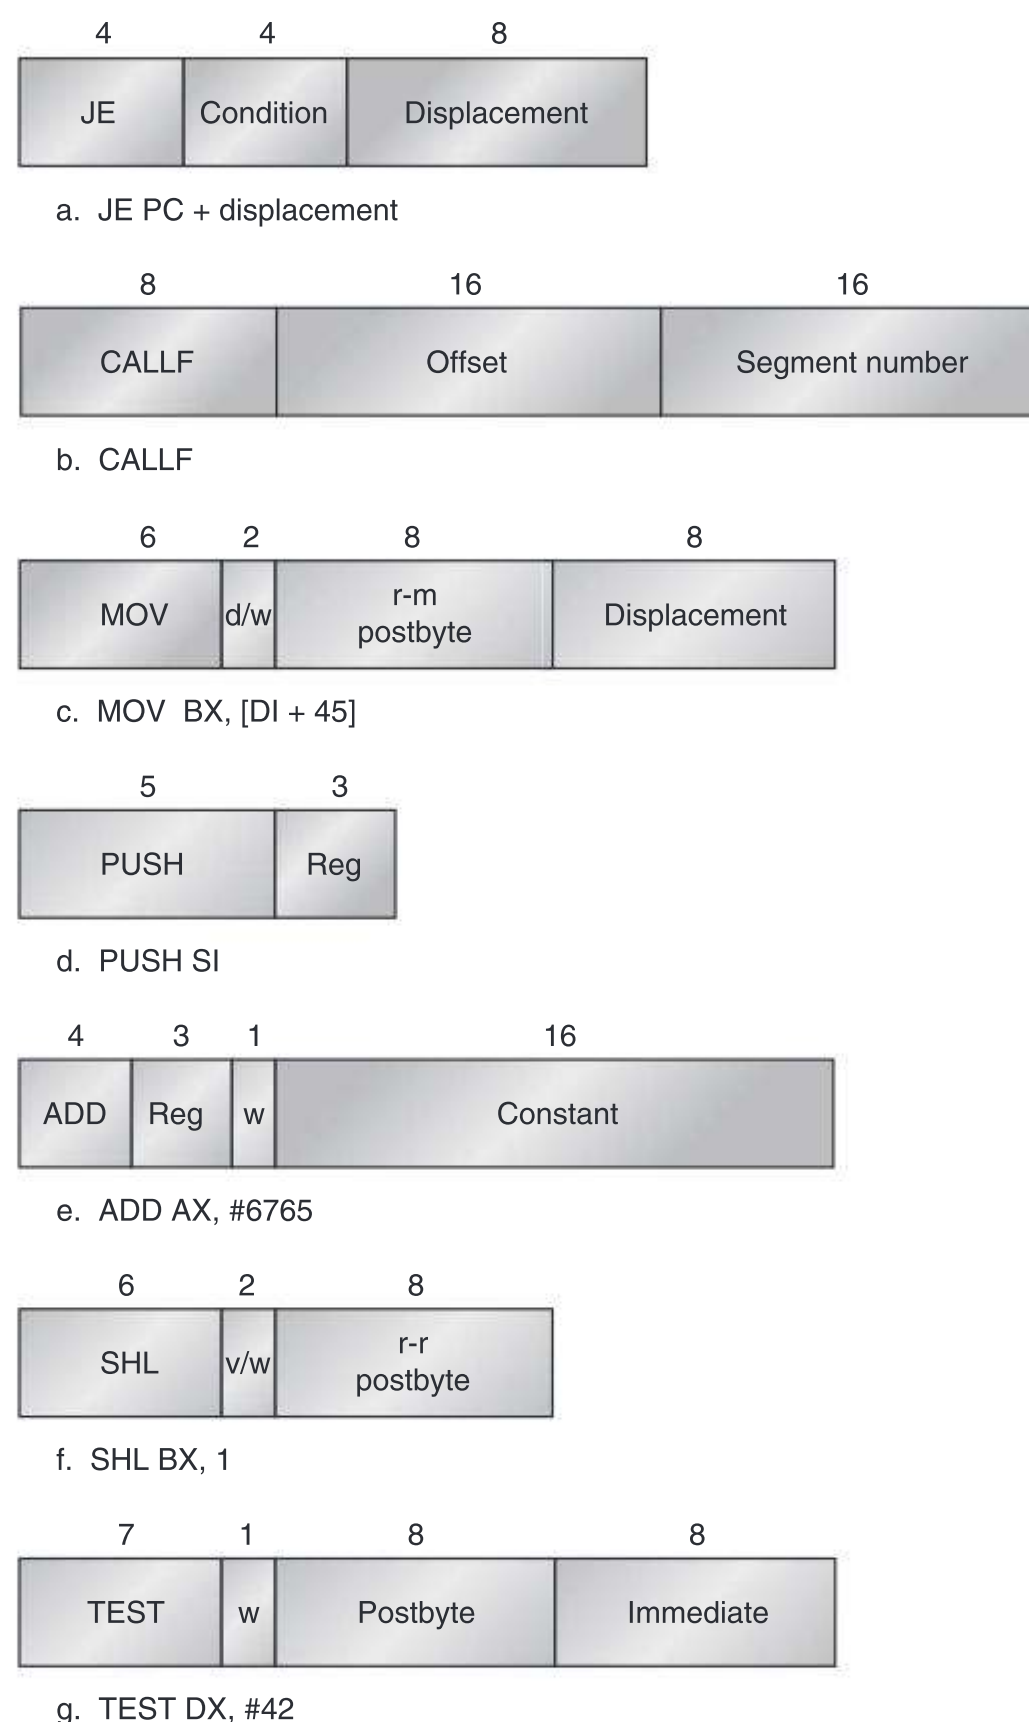 4 4 8
JE Condition Displacement
a. JE PC + displacement
8 16 16
CALLF Offset Segment number
b. CALLF
6 2 8 8
MOV d/w r-m postbyte Displacement
c. MOV BX, [DI + 45]
5 3
PUSH Reg
d. PUSH SI
4 3 1 16
ADD Reg w Constant
e. ADD AX, #6765
6 2 8
SHL v/w r-r postbyte
f. SHL BX, 1
7 1 8 8
TEST w Postbyte Immediate
g. TEST DX, #42